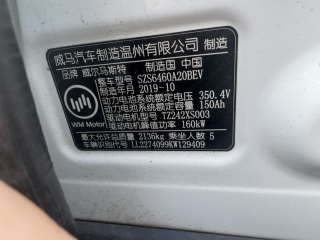 威马汽车制造温州有限公司 制造
品牌 威尔马斯特 制造国 中国
整车型号 SZS6460A20BEV
制造年月 2019-10
动力电池系统额定电压 350.4V
动力电池系统额定容量 150Ah
驱动电机型号 TZ242XS003
驱动电机峰值功率 160kW
WM Motor
最大允许总质量 2136kg 乘坐人数 5
车辆识别代号 LL2274099KW129409